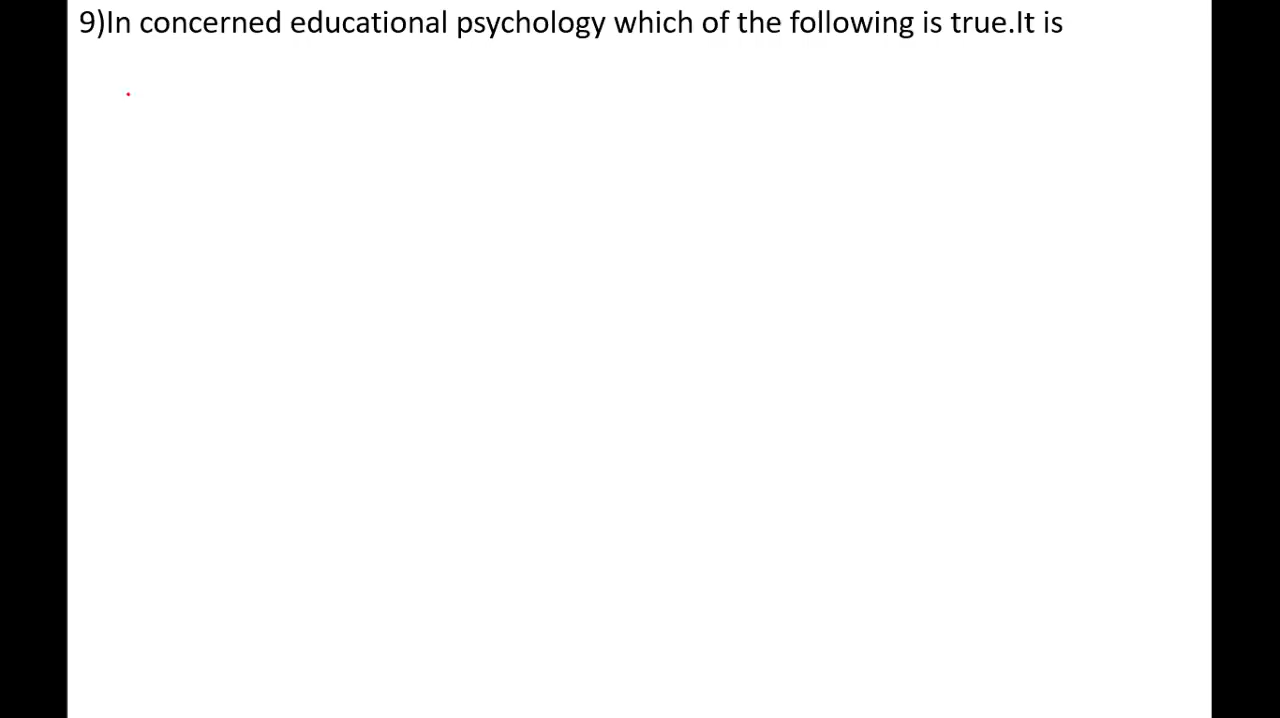 9)In concerned educational psychology which of the following is true.It is